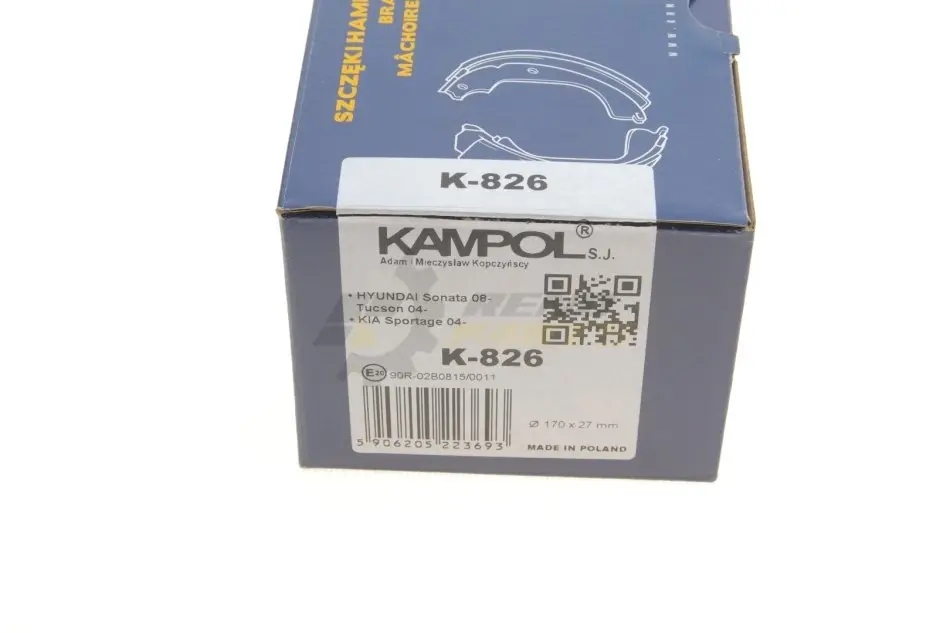 SZCZĘKI HAM
BRA
MÂCHOIRE
K-826
KAMPOL® S.J.
Adam i Mieczysław Kopczyńscy
• HYUNDAI Sonata 06-
Tucson 04-
• KIA Sportage 04-
K-826
E20 90R-02B0815/0011
Ø 170 x 27 mm
5 906205 223693
MADE IN POLAND